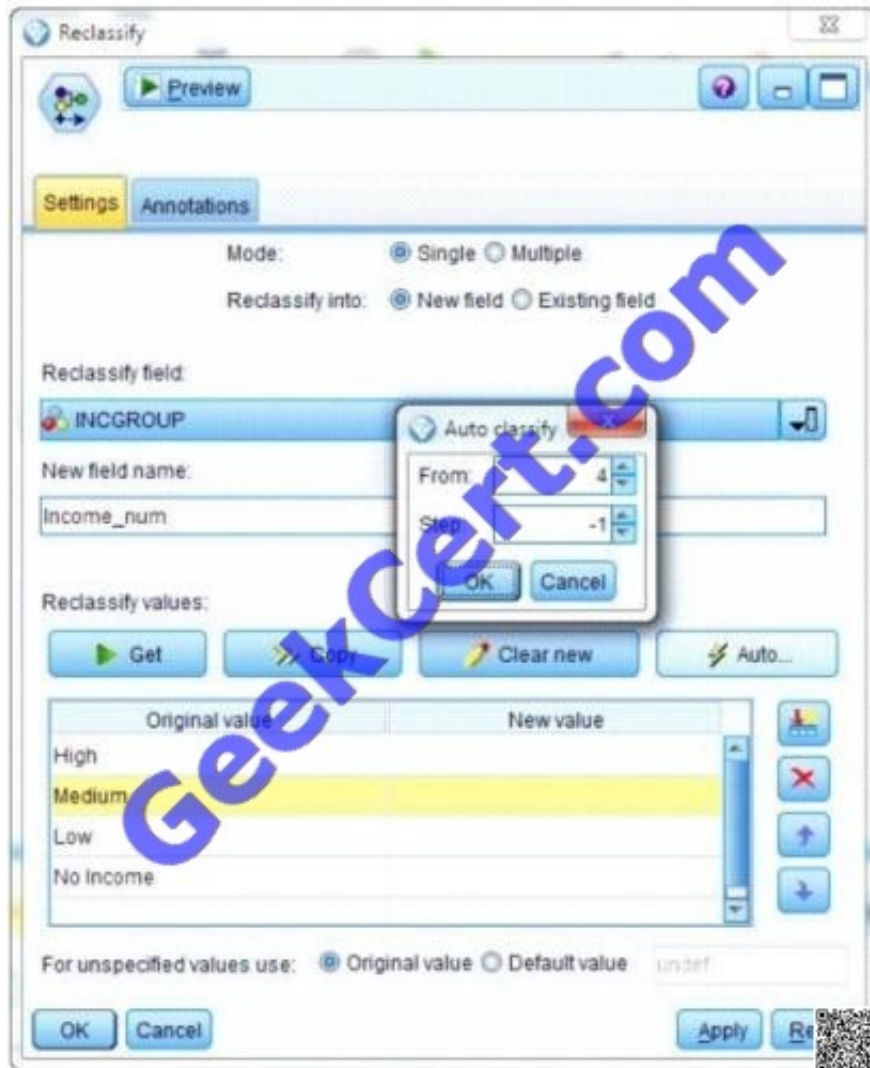 Reclassify
Preview
Settings Annotations
Mode: Single Multiple
Reclassify into: New field Existing field
Reclassify field:
INCGROUP
Auto classify
From: 4
Step: -1
OK Cancel
New field name:
Income_num
Reclassify values:
Get Copy Clear new Auto...
Original value New value
High
Medium
Low
No Income
For unspecified values use: Original value Default value undef
OK Cancel Apply Re
GeekCert.com